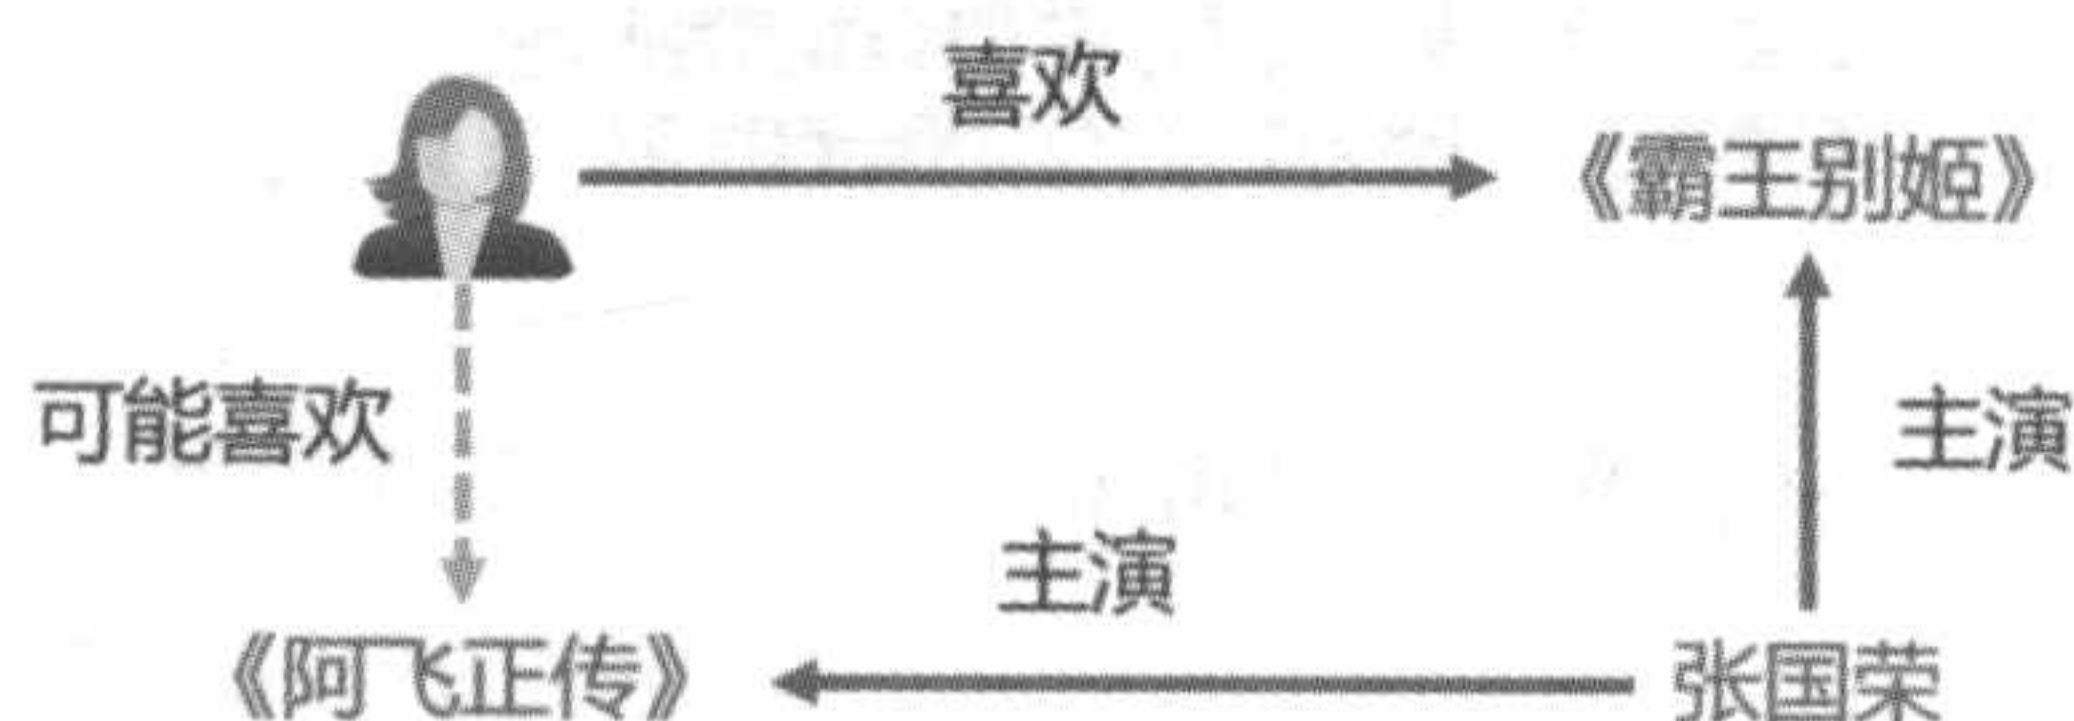 喜欢
《霸王别姬》
可能喜欢
主演
主演
《阿飞正传》
张国荣